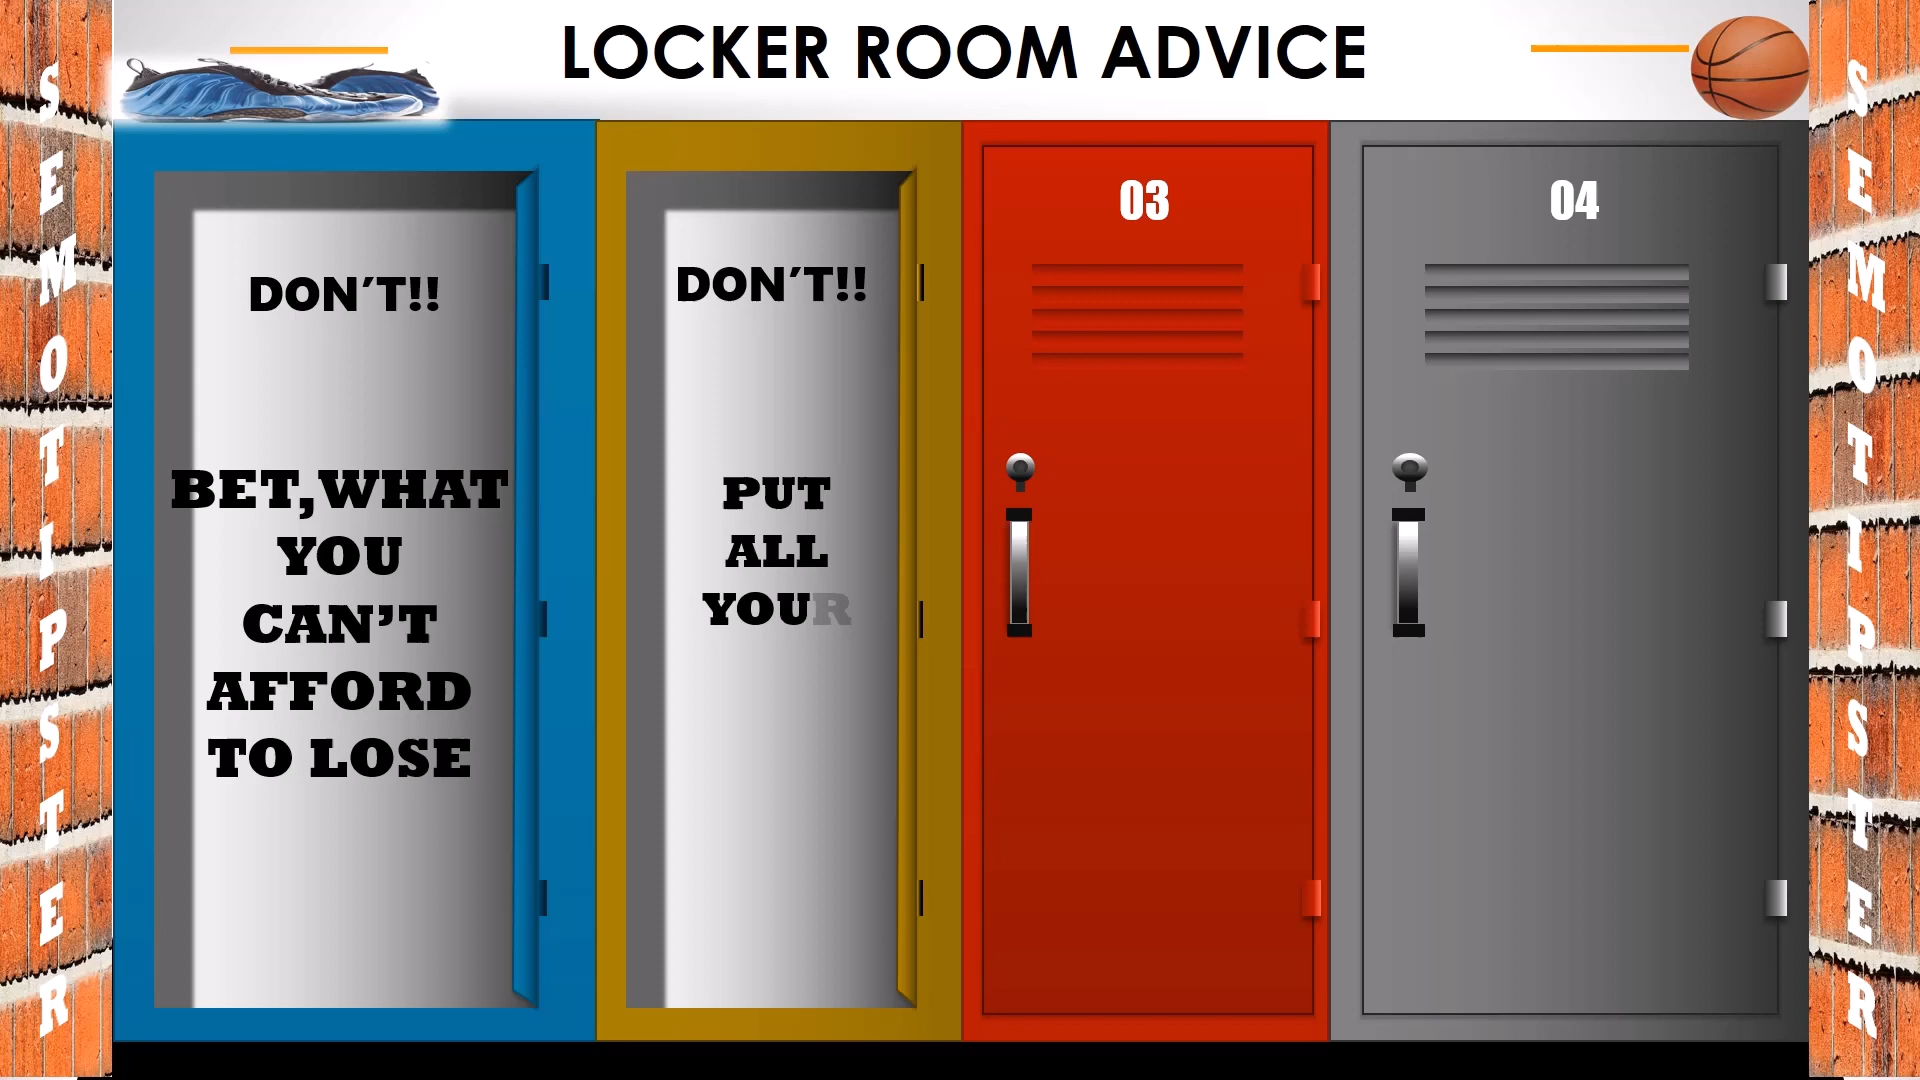 LOCKER ROOM ADVICE
SEMOTIPSTER
DON'T!!
BET,WHAT
YOU
CAN'T
AFFORD
TO LOSE
DON'T!!
PUT
ALL
YOUR
03
04
SEMOTIPSTER